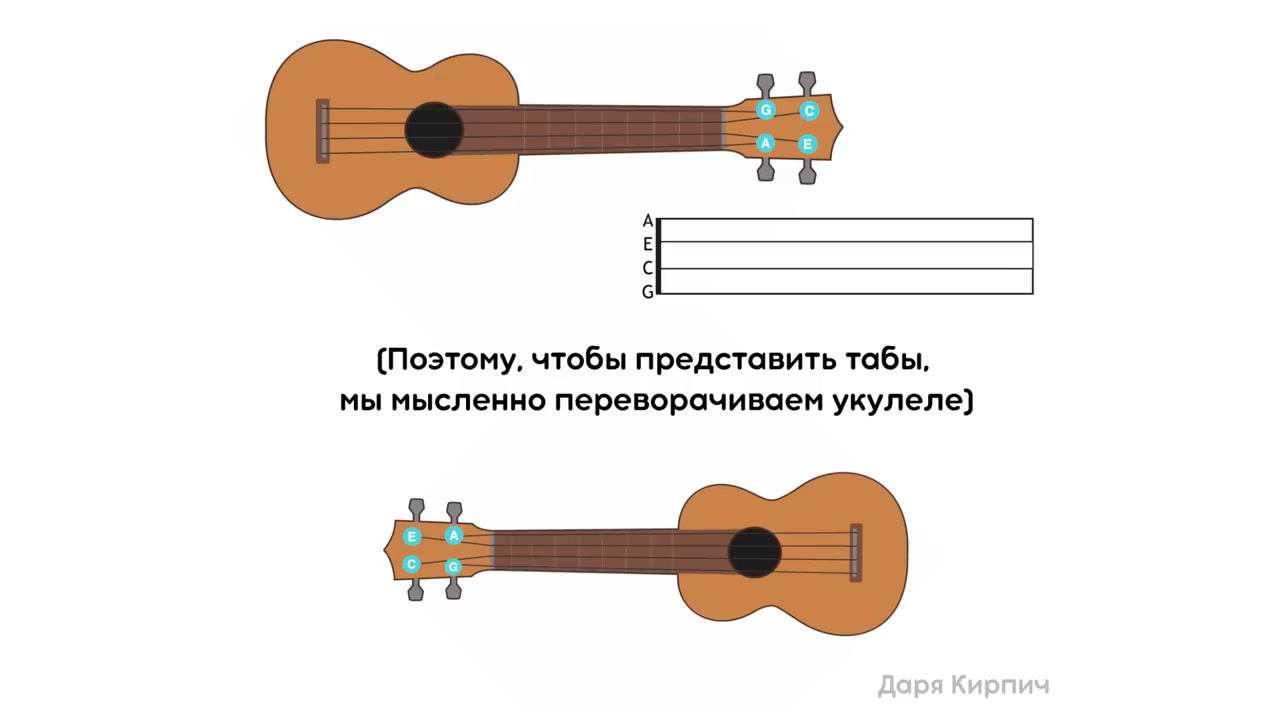 G C
A E
A
E
C
G
(Поэтому, чтобы представить табы,
мы мысленно переворачиваем укулеле)
E A
C G
Даря Кирпич